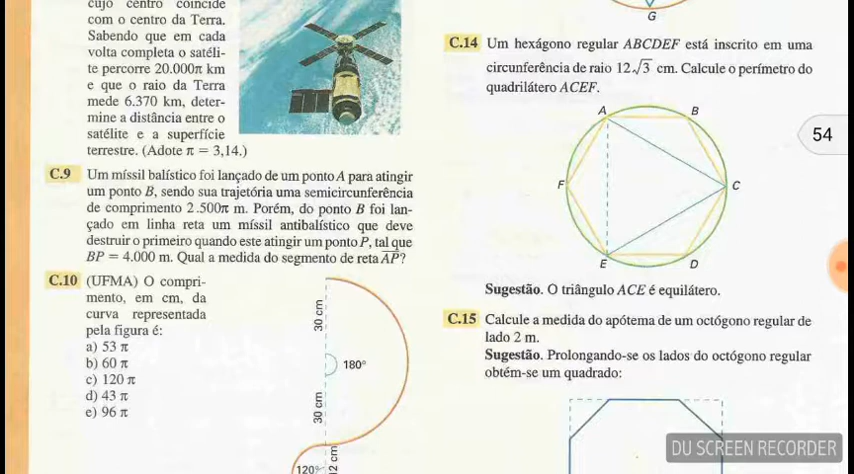 cujo centro coincide
com o centro da Terra.
Sabendo que em cada
volta completa o satéli-
te percorre 20.000π km
e que o raio da Terra
mede 6.370 km, deter-
mine a distância entre o
satélite e a superfície
terrestre. (Adote π = 3,14.)
C.9 Um míssil balístico foi lançado de um ponto A para atingir
um ponto B, sendo sua trajetória uma semicircunferência
de comprimento 2.500π m. Porém, do ponto B foi lan-
çado em linha reta um míssil antibalístico que deve
destruir o primeiro quando este atingir um ponto P, tal que
BP = 4.000 m. Qual a medida do segmento de reta AP?
C.10 (UFMA) O compri-
mento, em cm, da
curva representada
pela figura é:
a) 53 π
b) 60 π
c) 120 π
d) 43 π
e) 96 π
30 cm
180°
30 cm
120°
12 cm
G
C.14 Um hexágono regular ABCDEF está inscrito em uma
circunferência de raio 12√3 cm. Calcule o perímetro do
quadrilátero ACEF.
A
B
F
C
E
D
54
Sugestão. O triângulo ACE é equilátero.
C.15 Calcule a medida do apótema de um octógono regular de
lado 2 m.
Sugestão. Prolongando-se os lados do octógono regular
obtém-se um quadrado:
DU SCREEN RECORDER